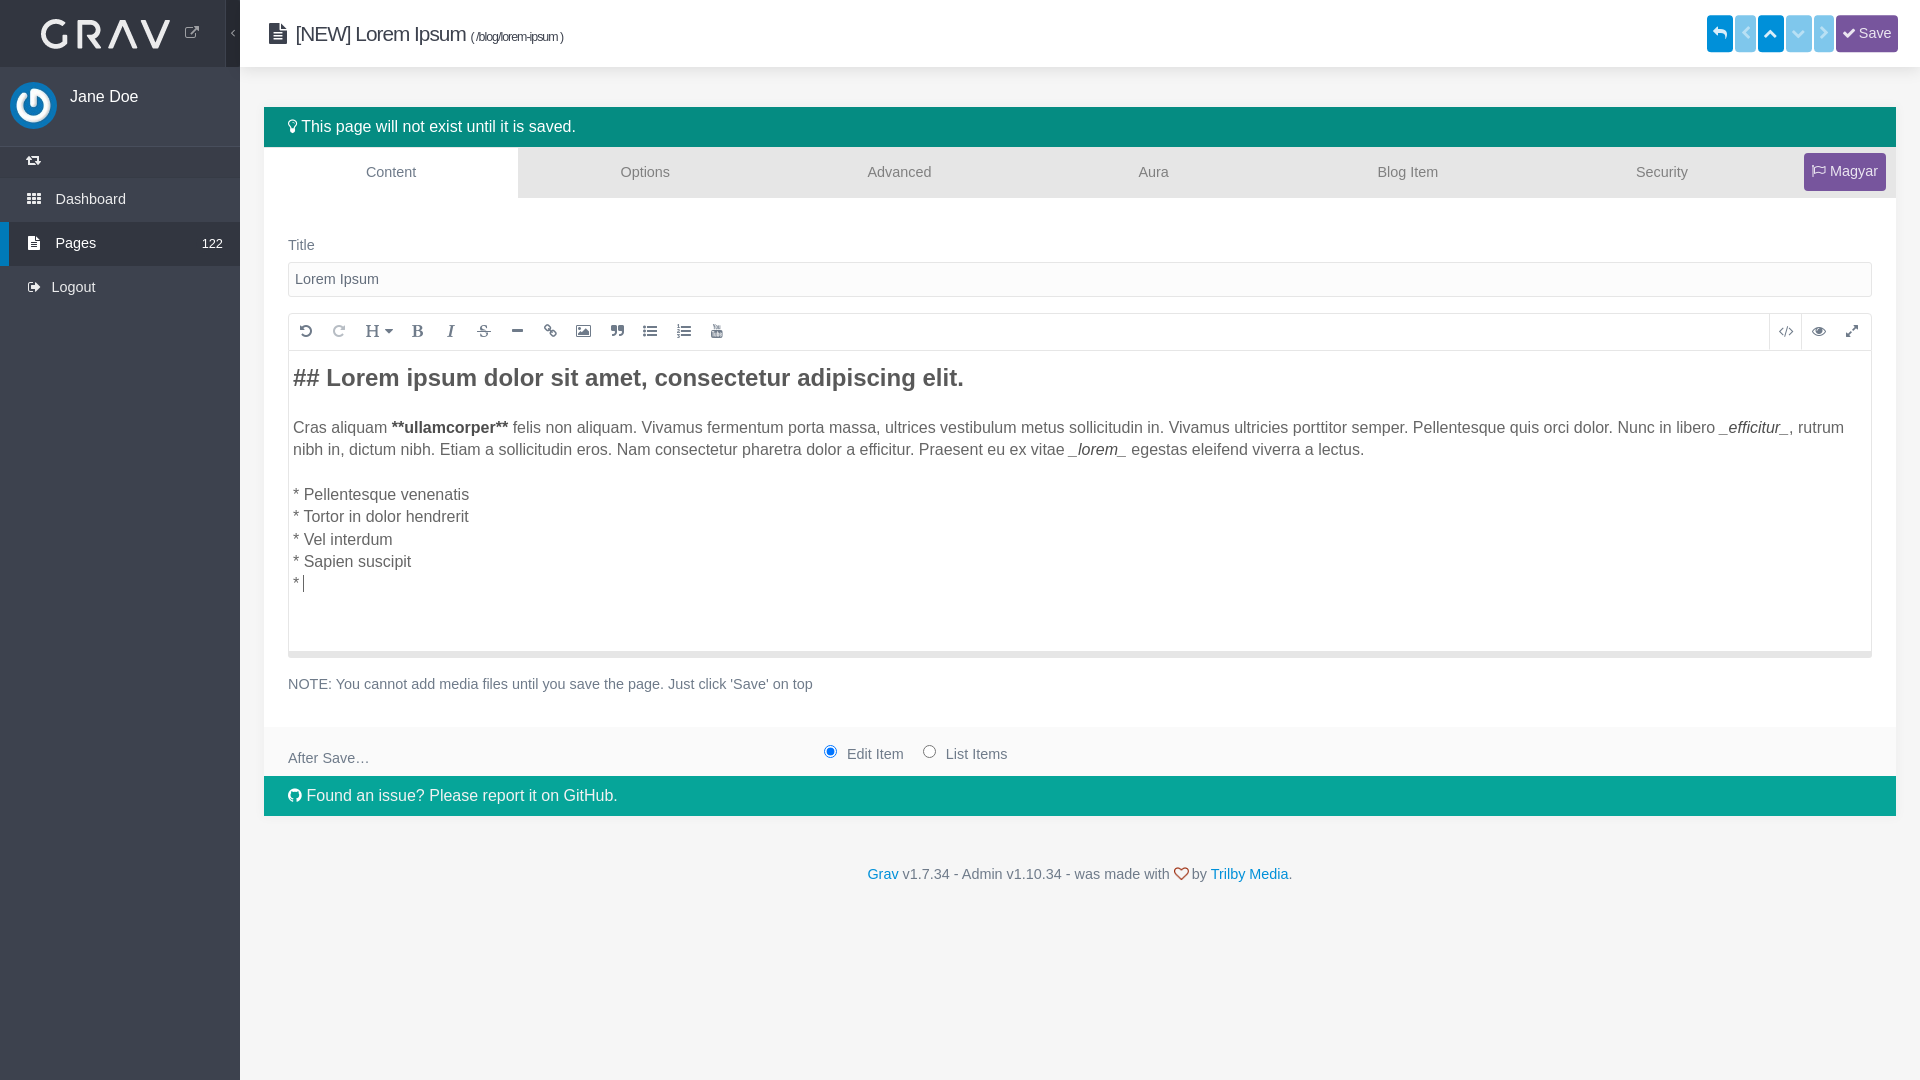 GRAV
[NEW] Lorem Ipsum ( /blog/lorem-ipsum )
Save
Jane Doe
This page will not exist until it is saved.
Content
Options
Advanced
Aura
Blog Item
Security
Magyar
Dashboard
Pages
122
Logout
Title
Lorem Ipsum
H B I S
## Lorem ipsum dolor sit amet, consectetur adipiscing elit.
Cras aliquam **ullamcorper** felis non aliquam. Vivamus fermentum porta massa, ultrices vestibulum metus sollicitudin in. Vivamus ultricies porttitor semper. Pellentesque quis orci dolor. Nunc in libero _efficitur_, rutrum
nibh in, dictum nibh. Etiam a sollicitudin eros. Nam consectetur pharetra dolor a efficitur. Praesent eu ex vitae _lorem_ egestas eleifend viverra a lectus.
* Pellentesque venenatis
* Tortor in dolor hendrerit
* Vel interdum
* Sapien suscipit
*
NOTE: You cannot add media files until you save the page. Just click 'Save' on top
After Save…
Edit Item
List Items
Found an issue? Please report it on GitHub.
Grav v1.7.34 - Admin v1.10.34 - was made with by Trilby Media.